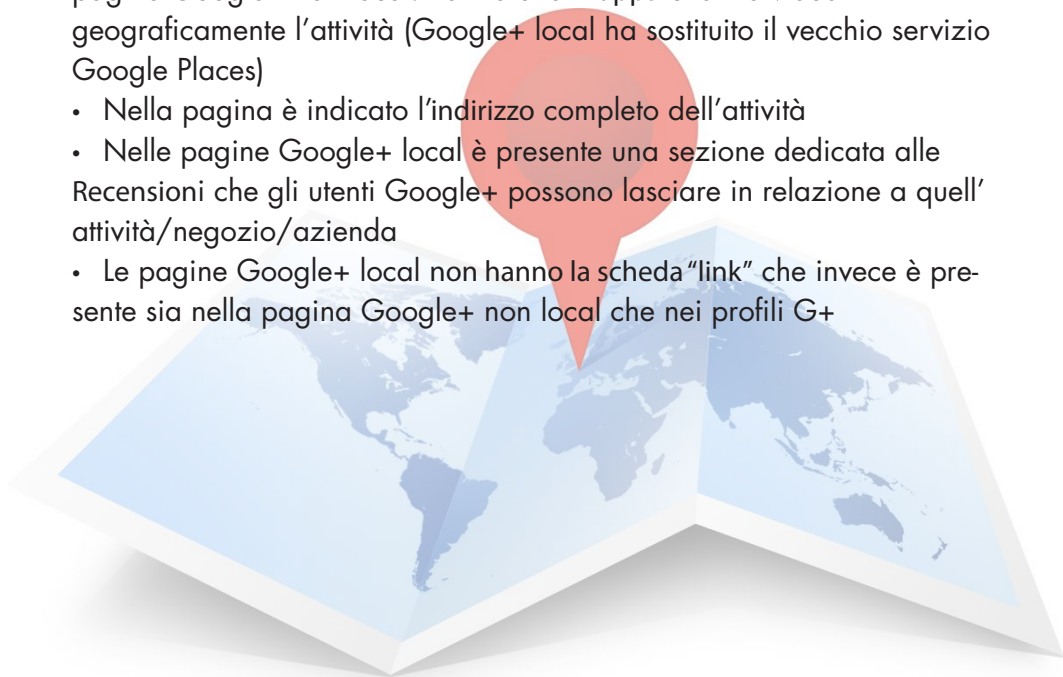 geograficamente l'attività (Google+ local ha sostituito il vecchio servizio
Google Places)
• Nella pagina è indicato l'indirizzo completo dell'attività
• Nelle pagine Google+ local è presente una sezione dedicata alle
Recensioni che gli utenti Google+ possono lasciare in relazione a quell'
attività/negozio/azienda
• Le pagine Google+ local non hanno la scheda “link” che invece è pre-
sente sia nella pagina Google+ non local che nei profili G+